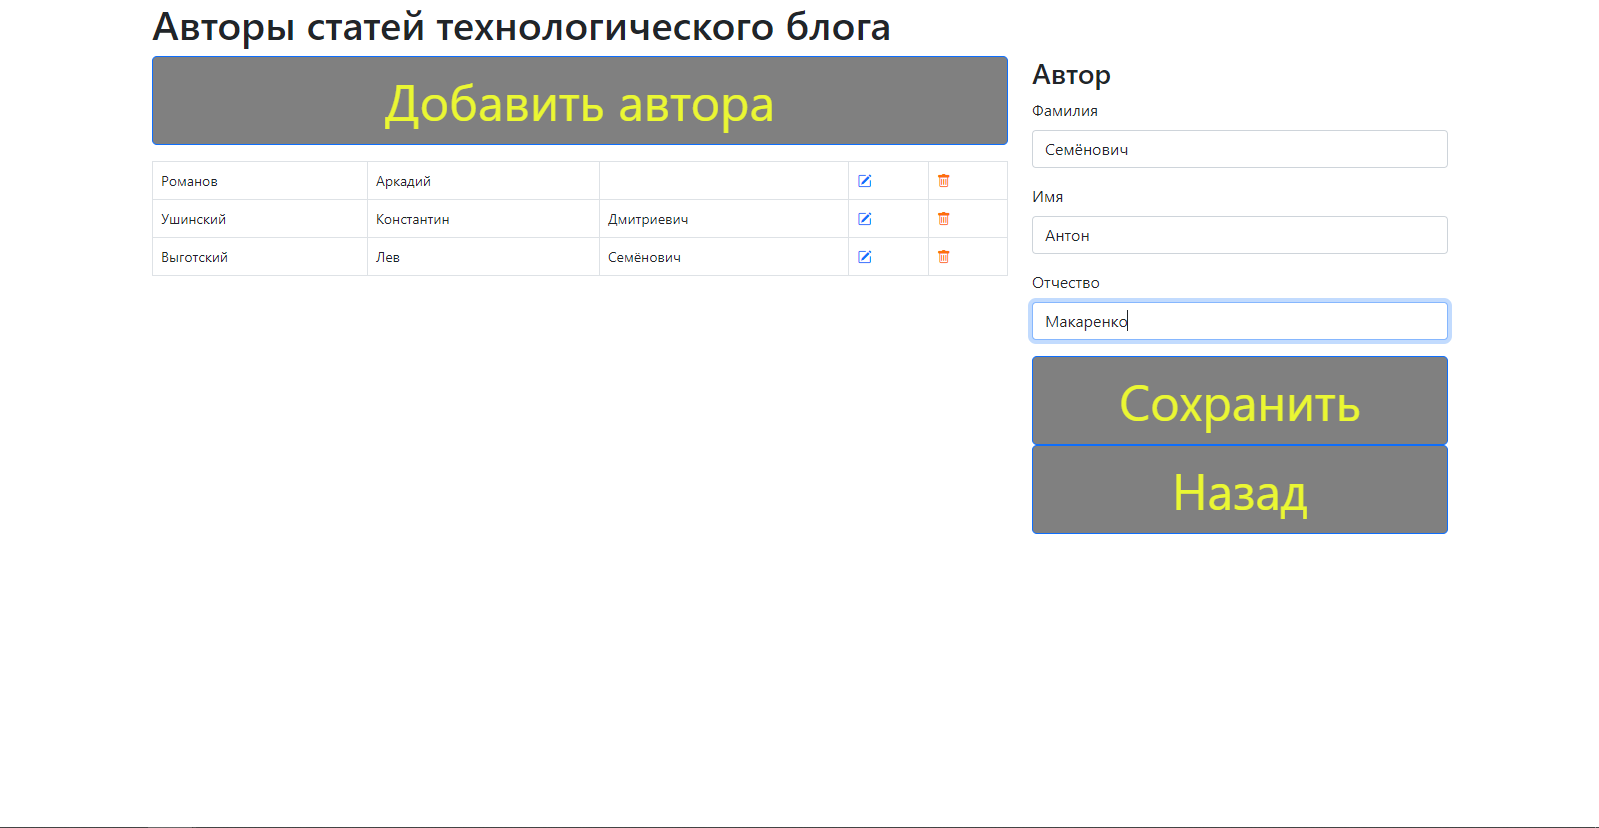 Авторы статей технологического блога
Добавить автора
Романов Аркадий
Ушинский Константин Дмитриевич
Выготский Лев Семёнович
Автор
Фамилия
Семёнович
Имя
Антон
Отчество
Макаренко
Сохранить
Назад